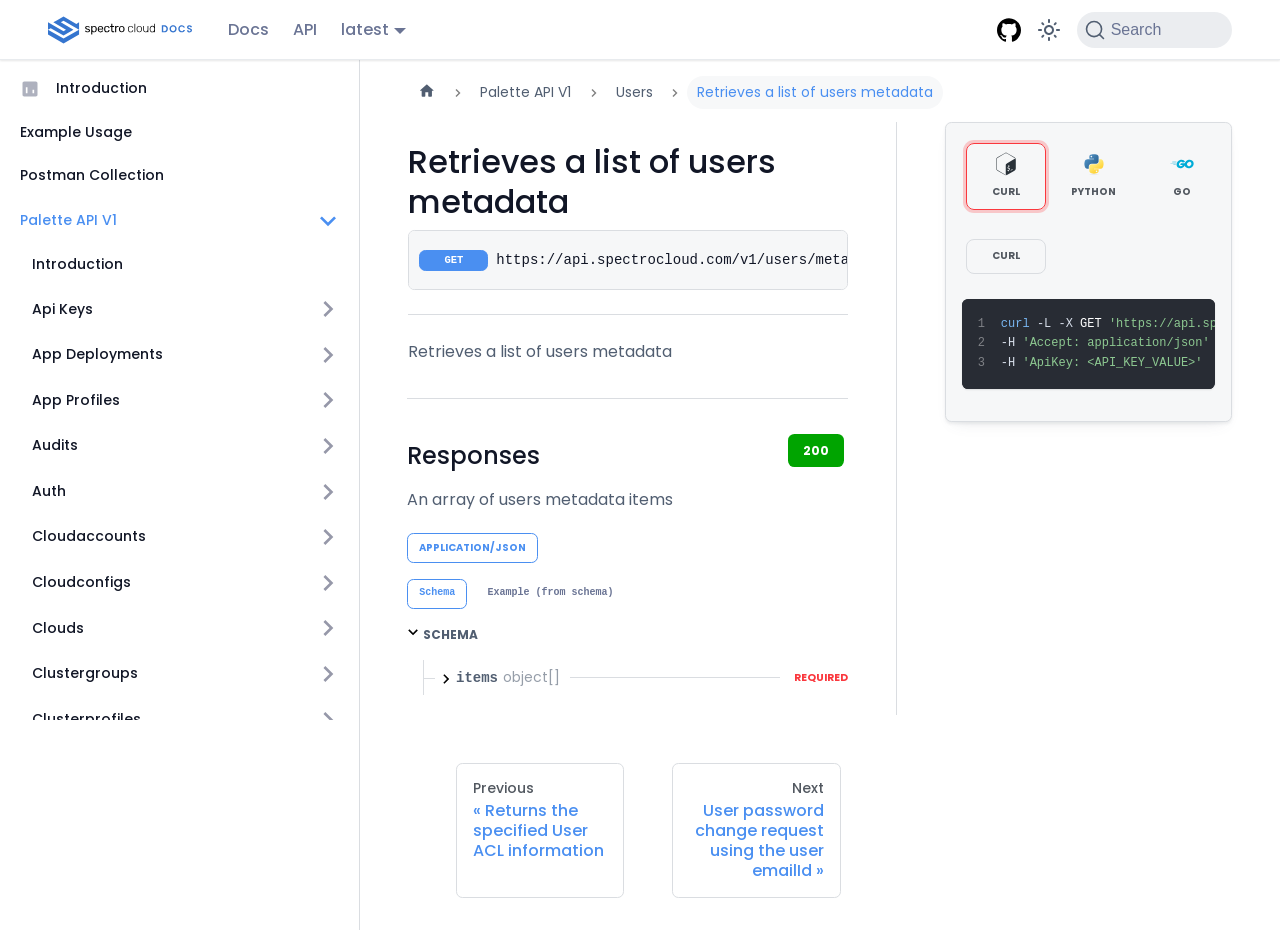 spectro cloud DOCS
Docs
API
latest
Search
Introduction
Example Usage
Postman Collection
Palette API V1
Introduction
Api Keys
App Deployments
App Profiles
Audits
Auth
Cloudaccounts
Cloudconfigs
Clouds
Clustergroups
Clusterprofiles
Palette API V1
Users
Retrieves a list of users metadata
Retrieves a list of users
metadata
GET https://api.spectrocloud.com/v1/users/meta
Retrieves a list of users metadata
Responses
200
An array of users metadata items
APPLICATION/JSON
Schema
Example (from schema)
SCHEMA
items object[]
REQUIRED
Previous
« Returns the
specified User
ACL information
Next
User password
change request
using the user
emailId »
CURL
PYTHON
GO
CURL
1 curl -L -X GET 'https://api.sp
2 -H 'Accept: application/json'
3 -H 'ApiKey: <API_KEY_VALUE>'